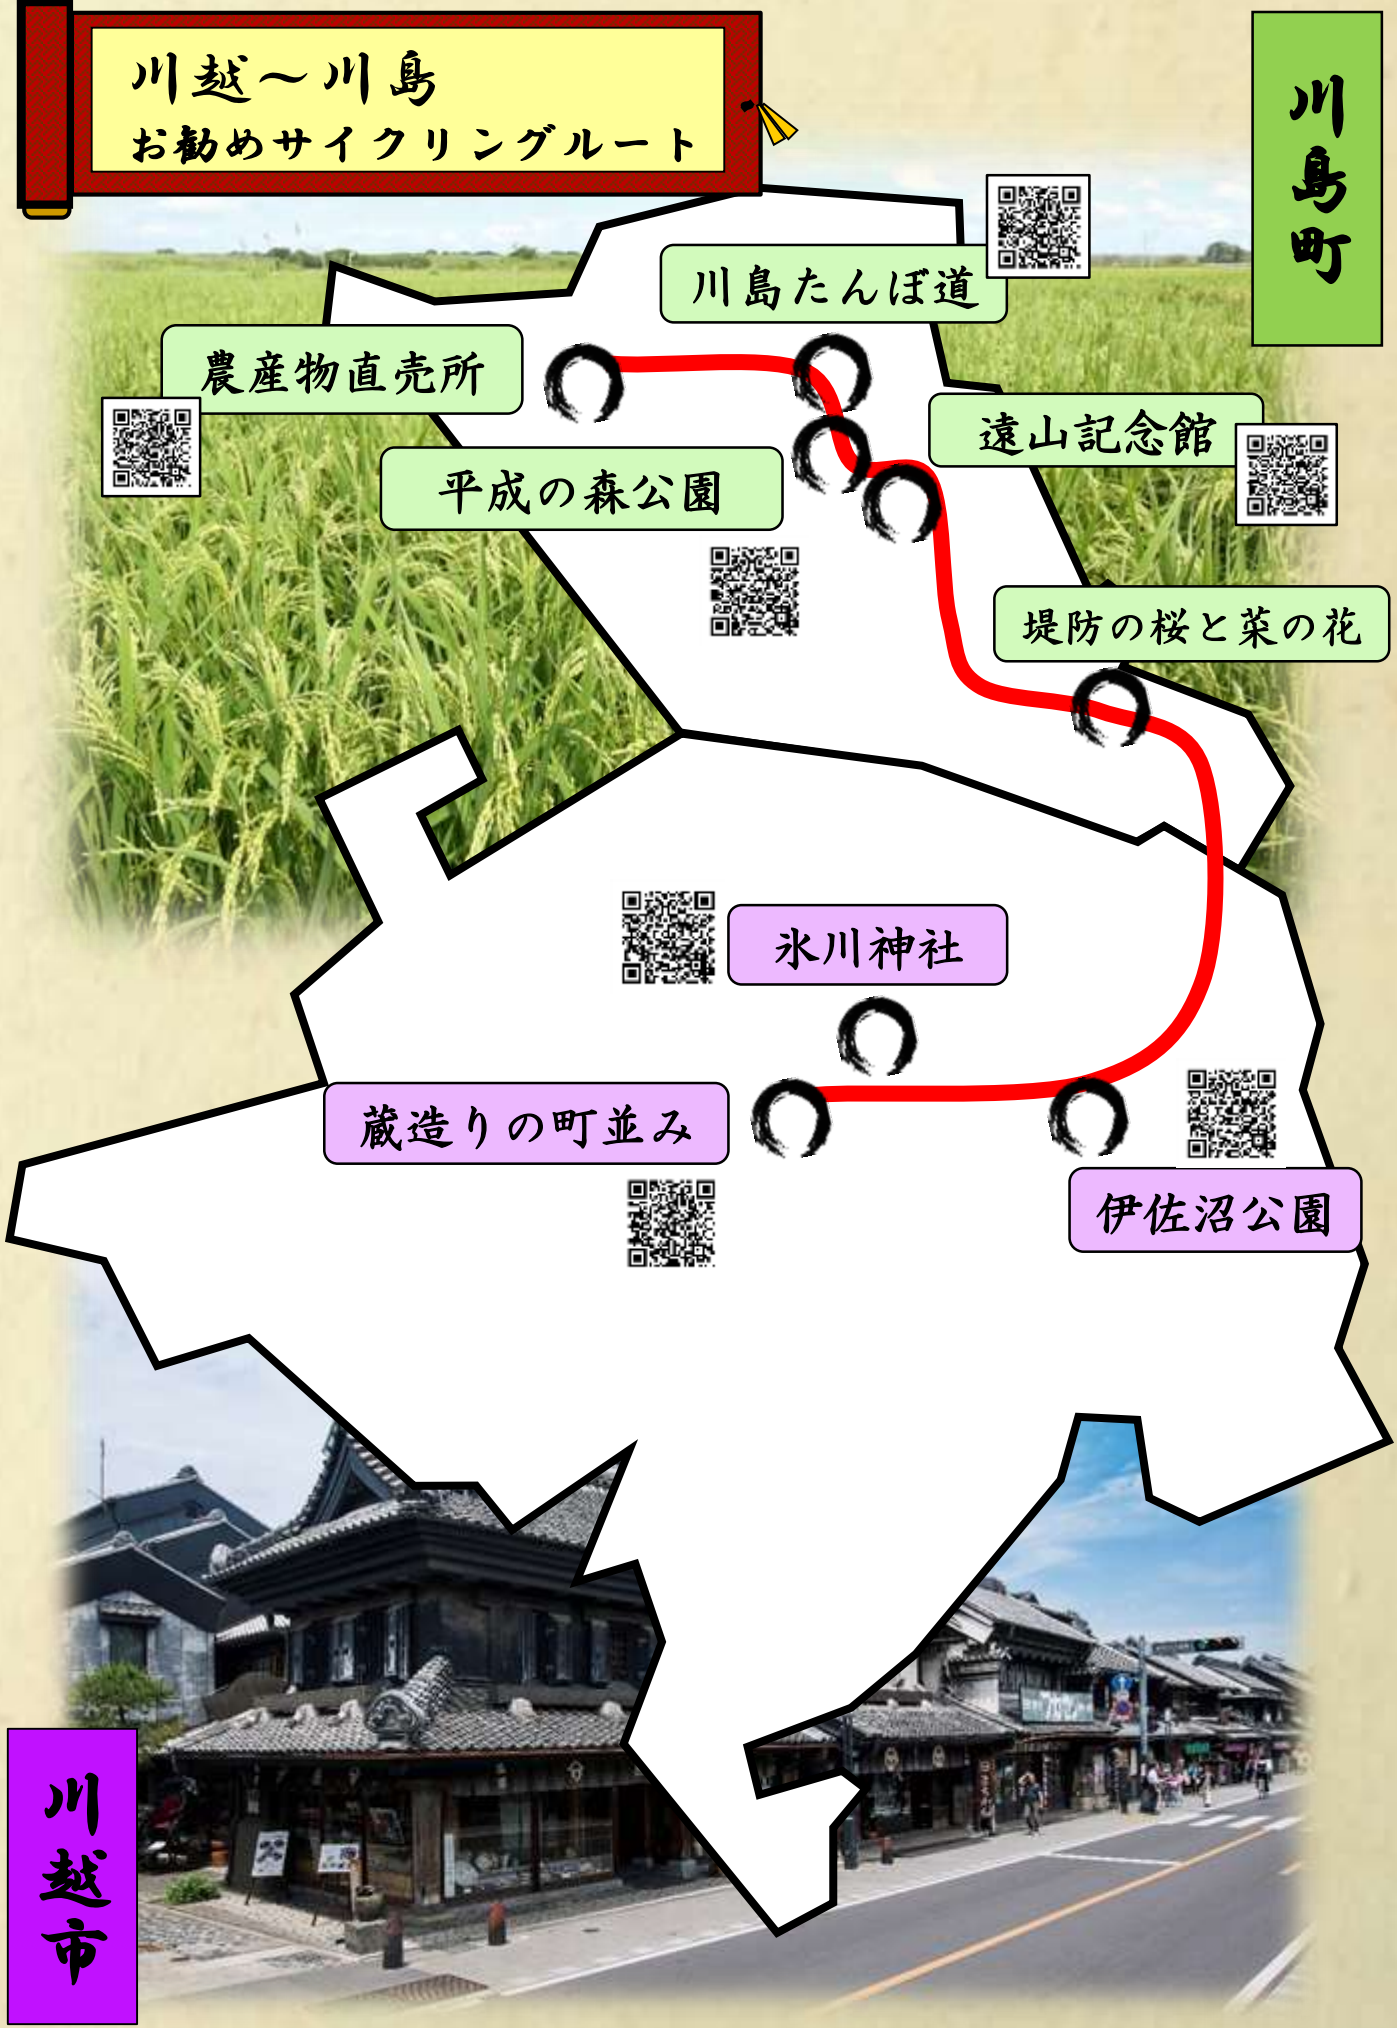 川越～川島
お勧めサイクリングルート
川島町
川島たんぼ道
農産物直売所
遠山記念館
平成の森公園
堤防の桜と菜の花
氷川神社
蔵造りの町並み
伊佐沼公園
川越市